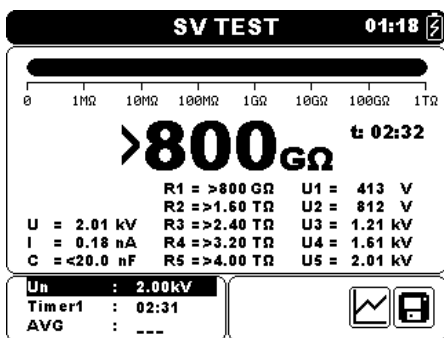 SV TEST 01:18
0 1MΩ 10MΩ 100MΩ 1GΩ 10GΩ 100GΩ 1TΩ
>800GΩ t: 02:32
R1 = >800 GΩ U1 = 413 V
R2 =>1.60 TΩ U2 = 812 V
U = 2.01 kV R3 =>2.40 TΩ U3 = 1.21 kV
I = 0.18 nA R4 =>3.20 TΩ U4 = 1.61 kV
C =<20.0 nF R5 =>4.00 TΩ U5 = 2.01 kV
Un : 2.00kV
Timer1 : 02:31
AVG : ---